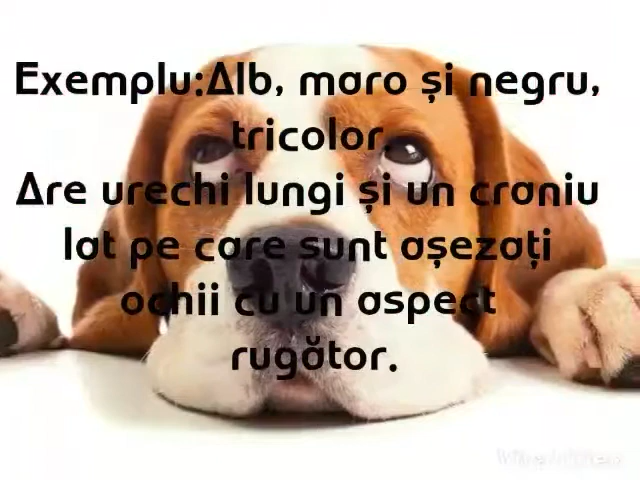 Exemplu:Alb, maro și negru,
tricolor.
Are urechi lungi și un craniu
lat pe care sunt așezați
ochii cu un aspect
rugător.